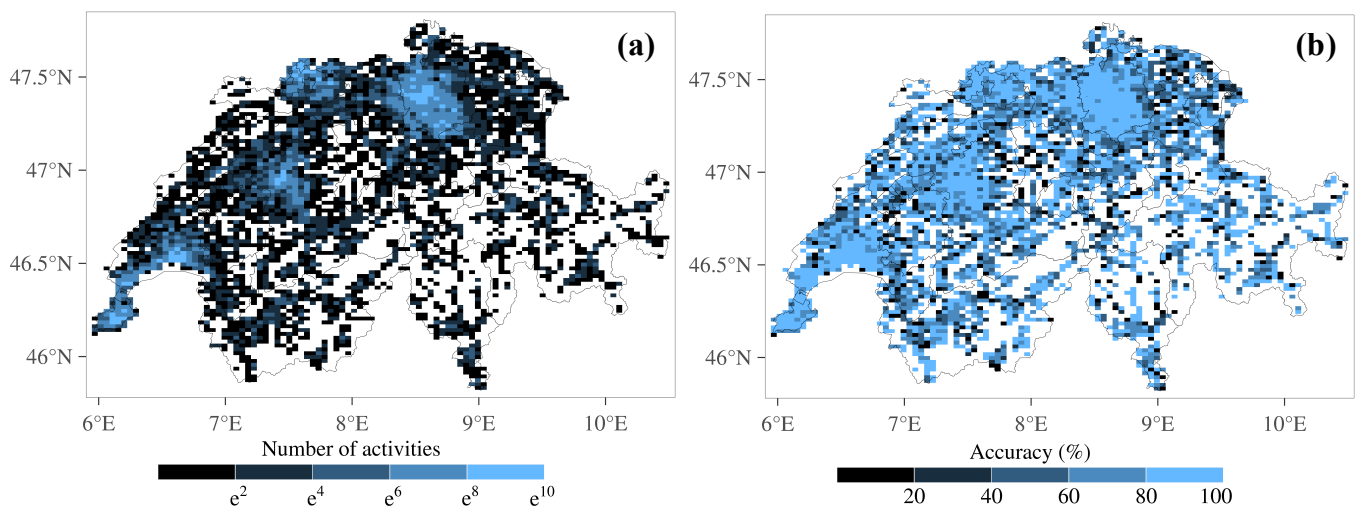 (a)
47.5°N
47°N
46.5°N
46°N
6°E 7°E 8°E 9°E 10°E
Number of activities
e² e⁴ e⁶ e⁸ e¹⁰
(b)
47.5°N
47°N
46.5°N
46°N
6°E 7°E 8°E 9°E 10°E
Accuracy (%)
20 40 60 80 100